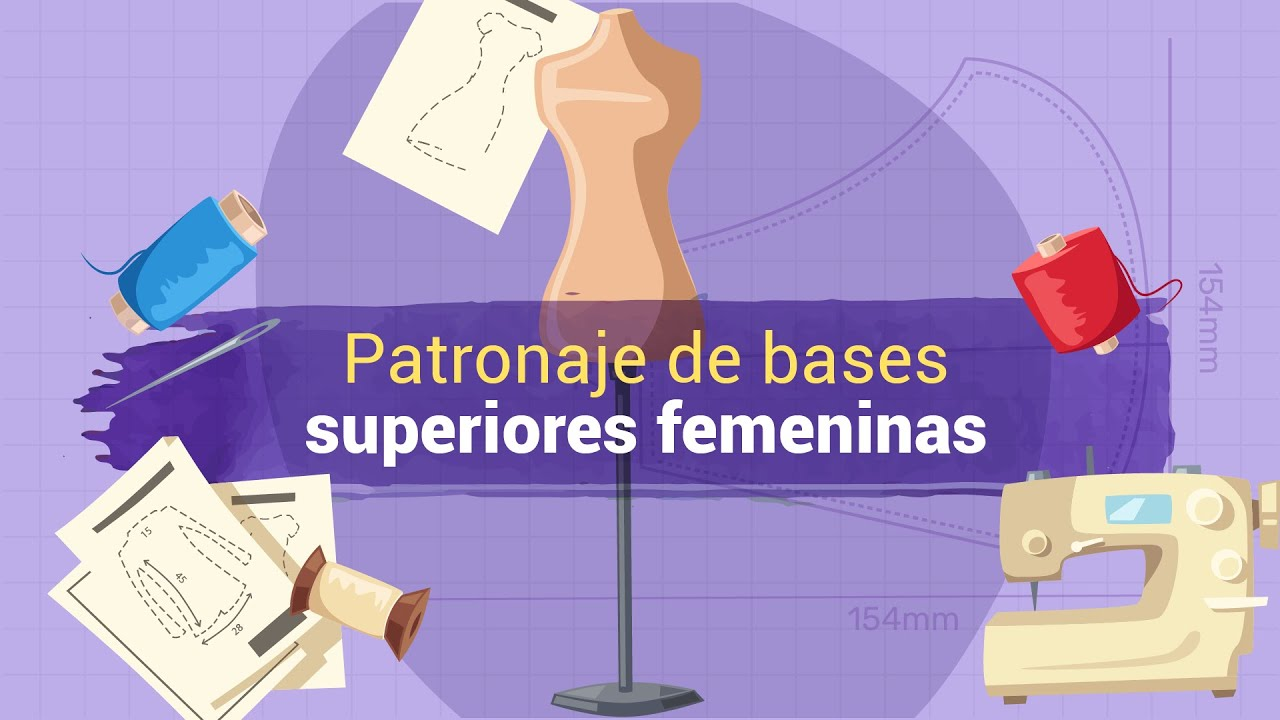 Patronaje de bases
superiores femeninas
154mm
154mm
15
45
28